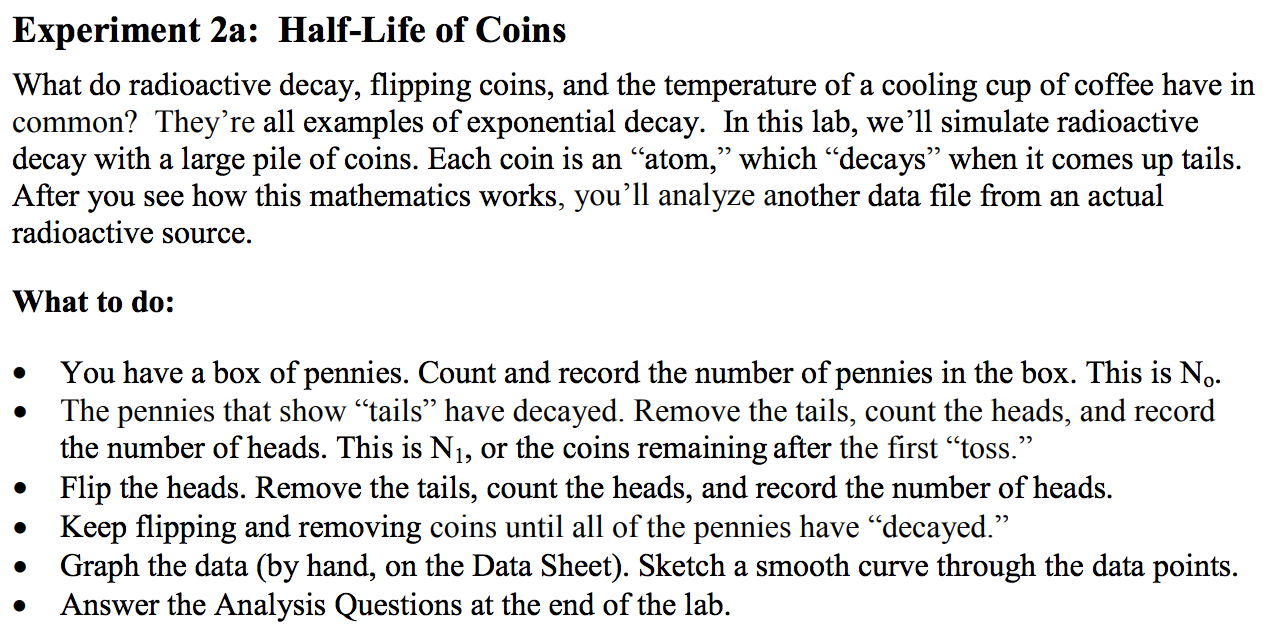 Experiment 2a:  Half-Life of Coins
What do radioactive decay, flipping coins, and the temperature of a cooling cup of coffee have in
common?  They’re all examples of exponential decay.  In this lab, we’ll simulate radioactive
decay with a large pile of coins. Each coin is an “atom,” which “decays” when it comes up tails.
After you see how this mathematics works, you’ll analyze another data file from an actual
radioactive source.
What to do:
• You have a box of pennies. Count and record the number of pennies in the box. This is Nₒ.
• The pennies that show “tails” have decayed. Remove the tails, count the heads, and record
the number of heads. This is N₁, or the coins remaining after the first “toss.”
• Flip the heads. Remove the tails, count the heads, and record the number of heads.
• Keep flipping and removing coins until all of the pennies have “decayed.”
• Graph the data (by hand, on the Data Sheet). Sketch a smooth curve through the data points.
• Answer the Analysis Questions at the end of the lab.